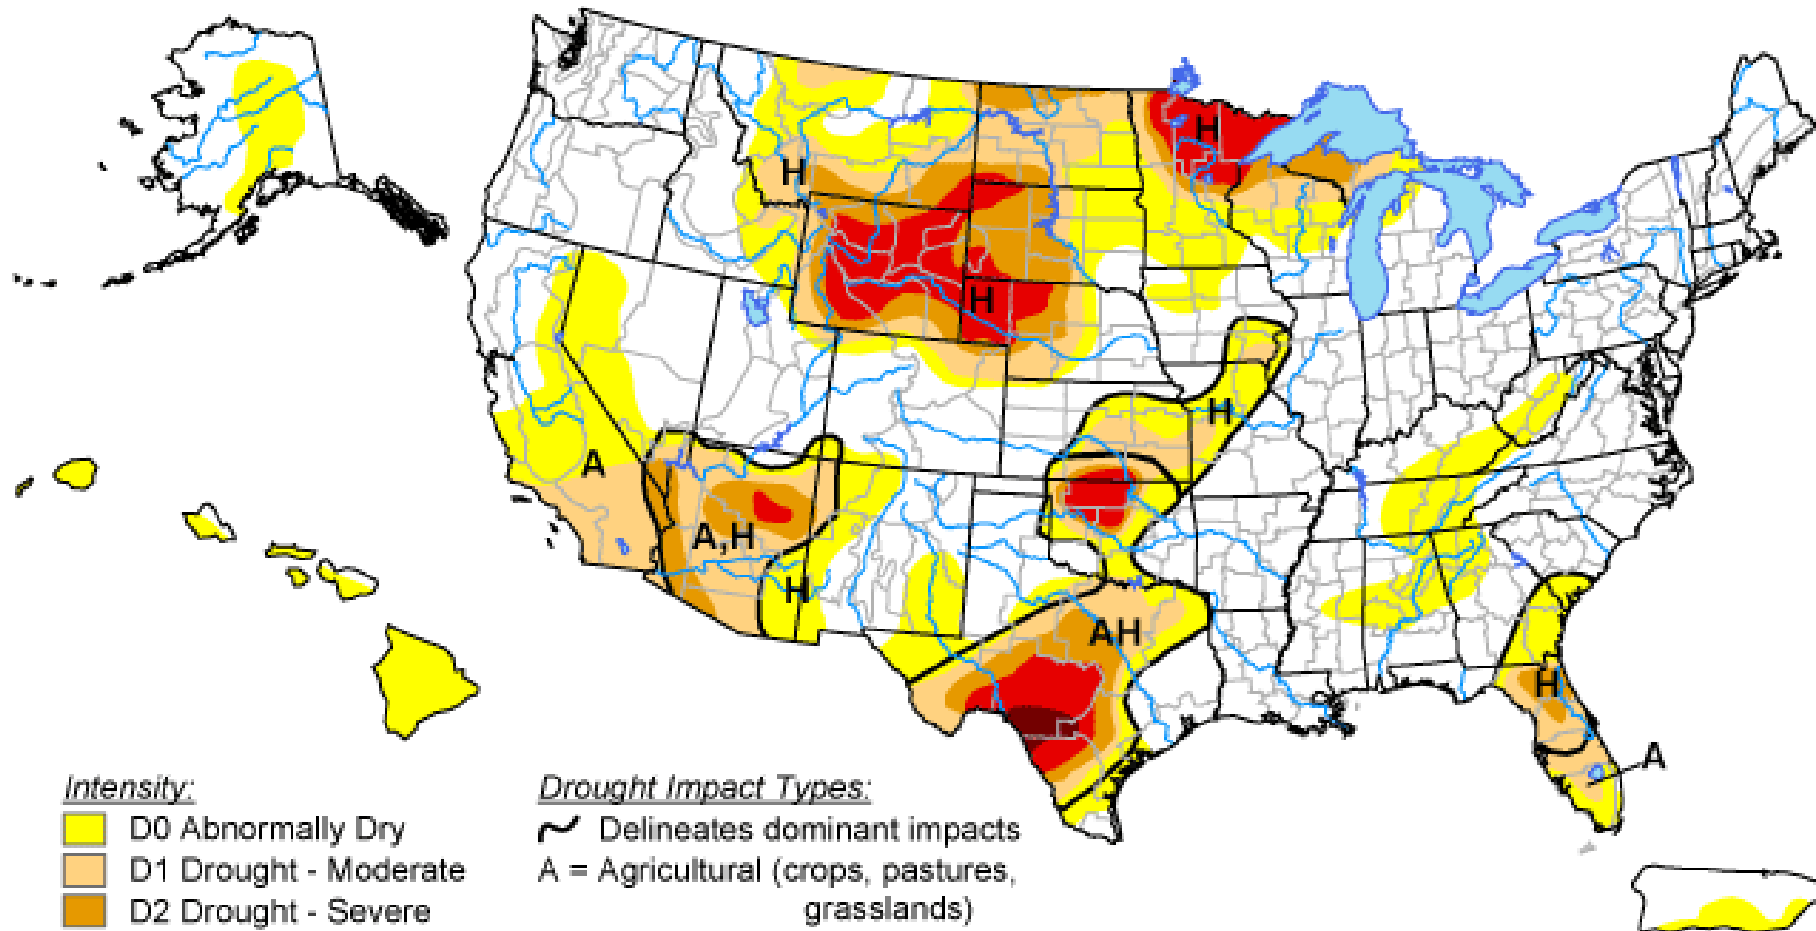 H
H
H
H
A
A,H
H
AH
H
A
Intensity:
D0 Abnormally Dry
D1 Drought - Moderate
D2 Drought - Severe
Drought Impact Types:
Delineates dominant impacts
A = Agricultural (crops, pastures,
grasslands)